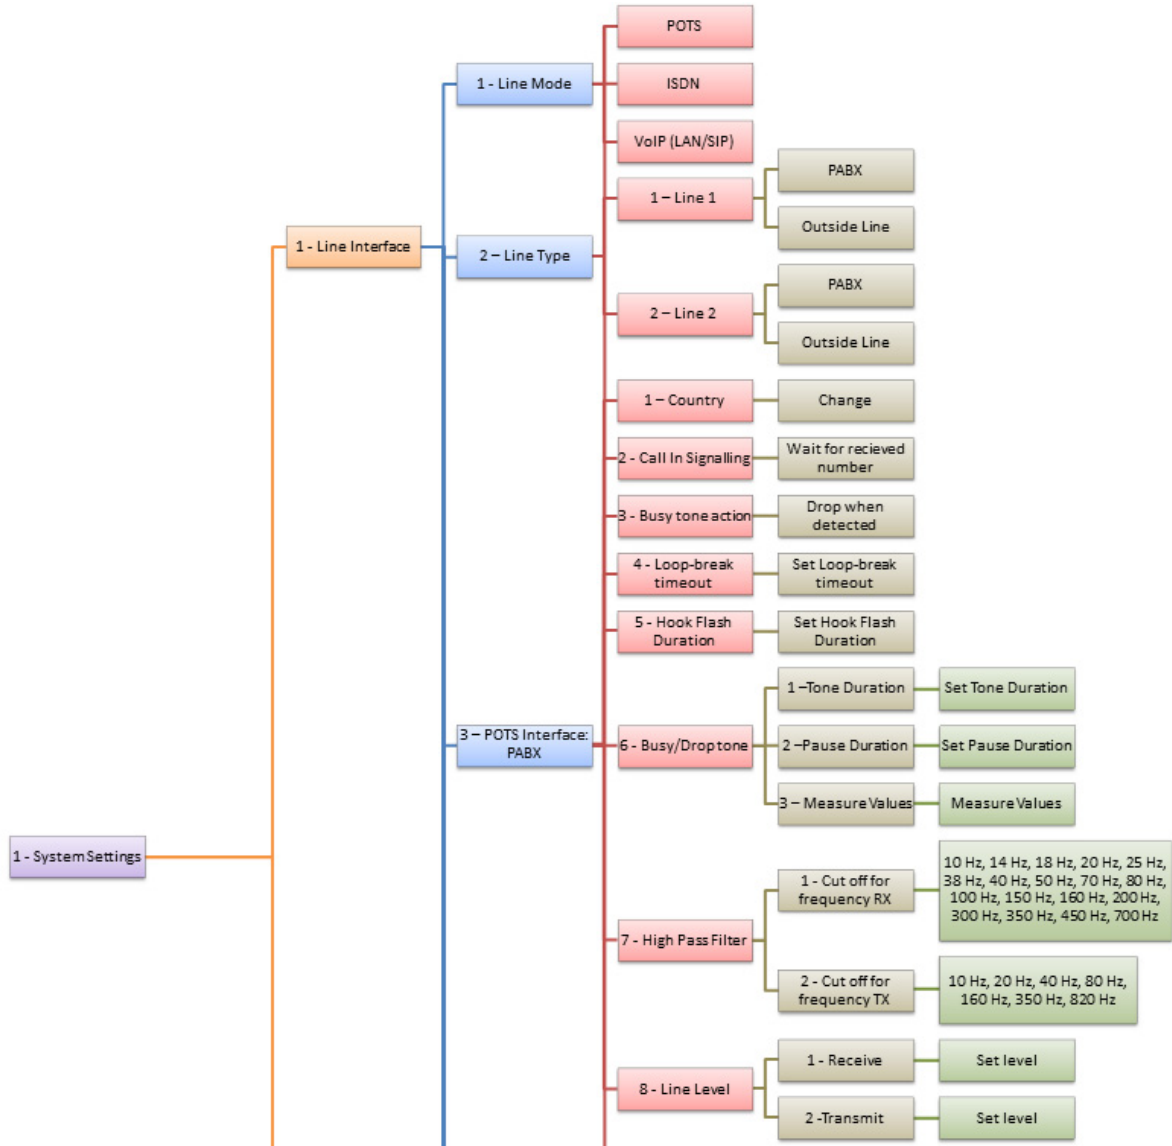 POTS
1 - Line Mode
ISDN
VoIP (LAN/SIP)
PABX
1 – Line 1
Outside Line
1 - Line Interface
2 – Line Type
PABX
2 – Line 2
Outside Line
1 – Country
Change
2 - Call In Signalling
Wait for recieved
number
3 - Busy tone action
Drop when
detected
4 - Loop-break
timeout
Set Loop-break
timeout
5 - Hook Flash
Duration
Set Hook Flash
Duration
1 –Tone Duration
Set Tone Duration
3 – POTS Interface:
PABX
6 - Busy/Drop tone
2 –Pause Duration
Set Pause Duration
3 – Measure Values
Measure Values
1 - System Settings
1 - Cut off for
frequency RX
10 Hz, 14 Hz, 18 Hz, 20 Hz, 25 Hz,
38 Hz, 40 Hz, 50 Hz, 70 Hz, 80 Hz,
100 Hz, 150 Hz, 160 Hz, 200 Hz,
300 Hz, 350 Hz, 450 Hz, 700 Hz
7 - High Pass Filter
2 - Cut off for
frequency TX
10 Hz, 20 Hz, 40 Hz, 80 Hz,
160 Hz, 350 Hz, 820 Hz
1 - Receive
Set level
8 - Line Level
2 -Transmit
Set level